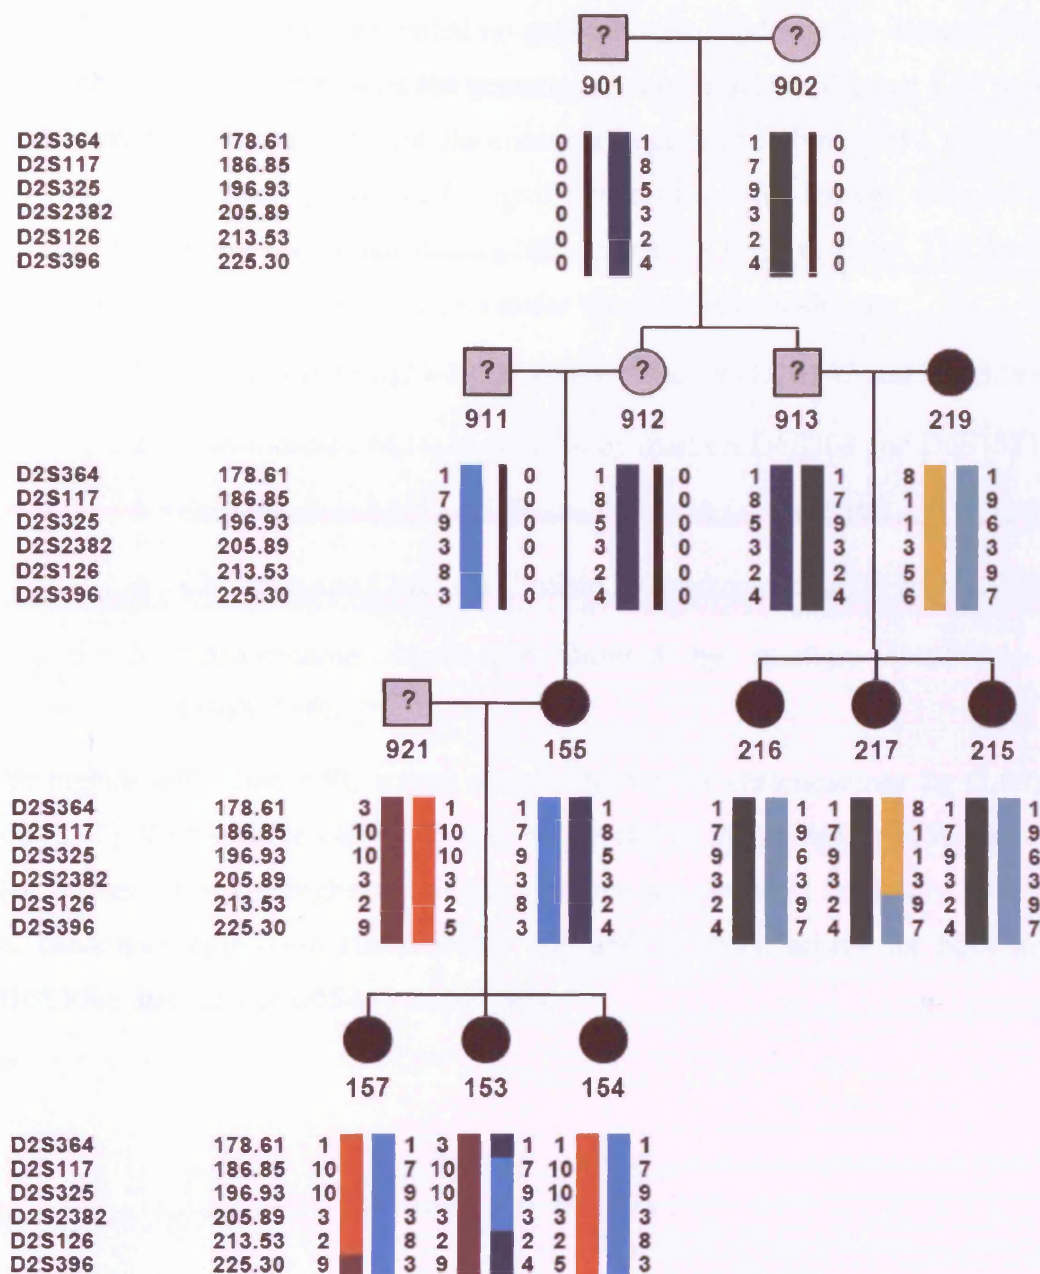 ? ?
901 902
D2S364 178.61 0 1 1 0
D2S117 186.85 0 8 7 0
D2S325 196.93 0 5 9 0
D2S2382 205.89 0 3 3 0
D2S126 213.53 0 2 2 0
D2S396 225.30 0 4 4 0
? ? ?
911 912 913 219
D2S364 178.61 1 0 1 0 1 1 8 1
D2S117 186.85 7 0 8 0 8 7 1 9
D2S325 196.93 9 0 5 0 5 9 1 6
D2S2382 205.89 3 0 3 0 3 3 3 3
D2S126 213.53 8 0 2 0 2 2 5 9
D2S396 225.30 3 0 4 0 4 4 6 7
?
921 155 216 217 215
D2S364 178.61 3 1 1 1 1 1 1 8 1 1
D2S117 186.85 10 10 7 8 7 9 7 1 7 9
D2S325 196.93 10 10 9 5 9 6 9 1 9 6
D2S2382 205.89 3 3 3 3 3 3 3 3 3 3
D2S126 213.53 2 2 8 2 2 9 2 9 2 9
D2S396 225.30 9 5 3 4 4 7 4 7 4 7
157 153 154
D2S364 178.61 1 1 3 1 1 1
D2S117 186.85 10 7 10 7 10 7
D2S325 196.93 10 9 10 9 10 9
D2S2382 205.89 3 3 3 3 3 3
D2S126 213.53 2 8 2 2 2 8
D2S396 225.30 9 3 9 4 5 3